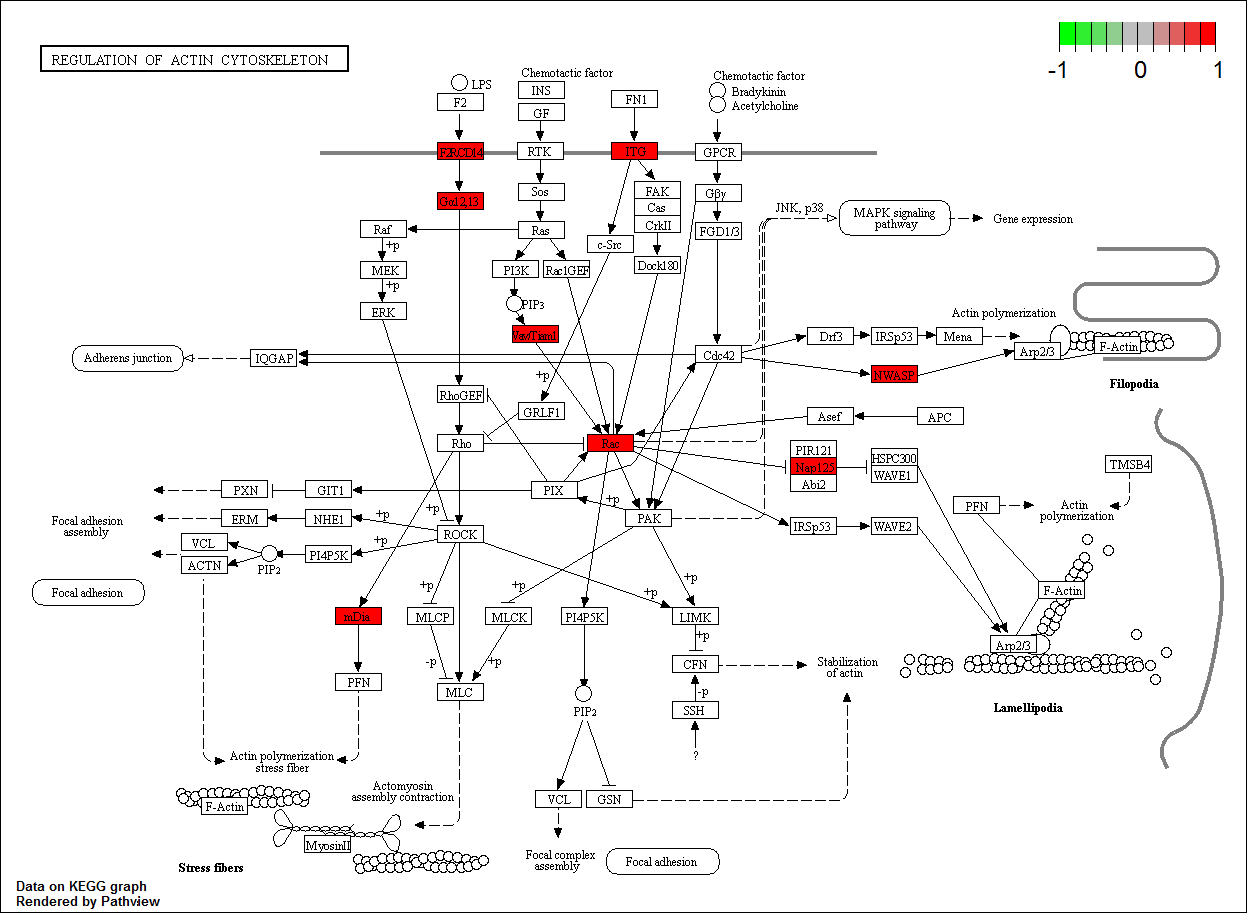 REGULATION OF ACTIN CYTOSKELETON
-1 0 1
LPS
F2
Chemotactic factor
INS
GF
FN1
Chemotactic factor
Bradykinin
Acetylcholine
F2R CD14
RTK
ITG
GPCR
Gα12,13
Sos
FAK
Cas
CrkII
Gβγ
JNK, p38
MAPK signaling
pathway
Gene expression
Raf
Ras
c-Src
FGD1/3
+p
MEK
PI3K
Rac1GEF
Dock180
+p
ERK
PIP3
Adherens junction
IQGAP
Cdc42
Drf3
IRSp53
Mena
Actin polymerization
Arp2/3
F-Actin
Filopodia
NWASP
+p
RhoGEF
GRLF1
Asef
APC
Rho
Rac
PIR121
Nap125
Abi2
HSPC300
WAVE1
TMSB4
PXN
GIT1
PIX
PFN
Actin
polymerization
Focal adhesion
assembly
ERM
NHE1
+p
+p
+p
PAK
IRSp53
WAVE2
ROCK
VCL
ACTN
PIP2
PI4P5K
+p
Focal adhesion
+p
+p
+p
+p
F-Actin
mDia
MLCP
MLCK
PI4P5K
LIMK
+p
Arp2/3
-p
+p
CFN
Stabilization
of actin
PFN
MLC
-p
SSH
PIP2
Lamellipodia
?
Actin polymerization
stress fiber
Actomyosin
assembly contraction
F-Actin
VCL
GSN
MyosinII
Stress fibers
Focal complex
assembly
Focal adhesion
Data on KEGG graph
Rendered by Pathview